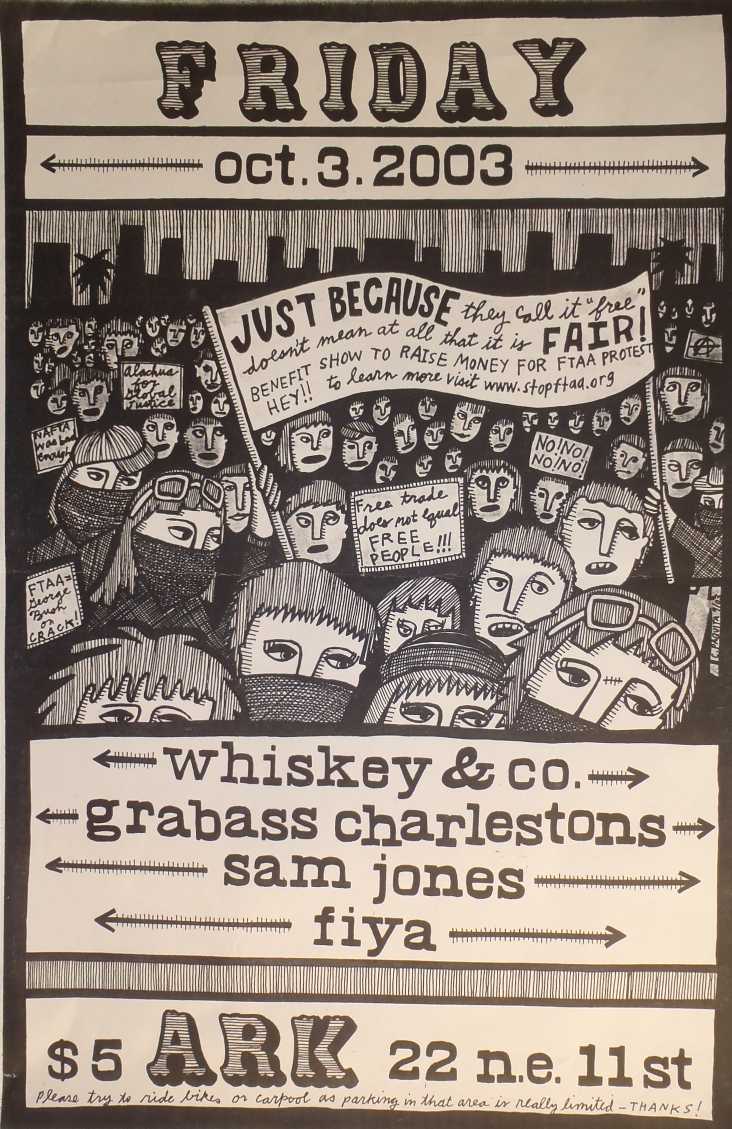 FRIDAY
oct.3.2003
JUST BECAUSE they call it "free"
doesn't mean at all that it is FAIR!
BENEFIT SHOW TO RAISE MONEY FOR FTAA PROTEST
HEY!! to learn more visit www.stopftaa.org
Alachua
for
Global
Justice
NAFTA
was bad
enough
NO!NO!
NO!NO!
Free trade
does not equal
FREE
PEOPLE!!!
FTAA=
George
Bush
on
CRACK!
whiskey & co.
grabass charlestons
sam jones
fiya
$5 ARK 22 n.e. 11st
Please try to ride bikes or carpool as parking in that area is really limited - THANKS!